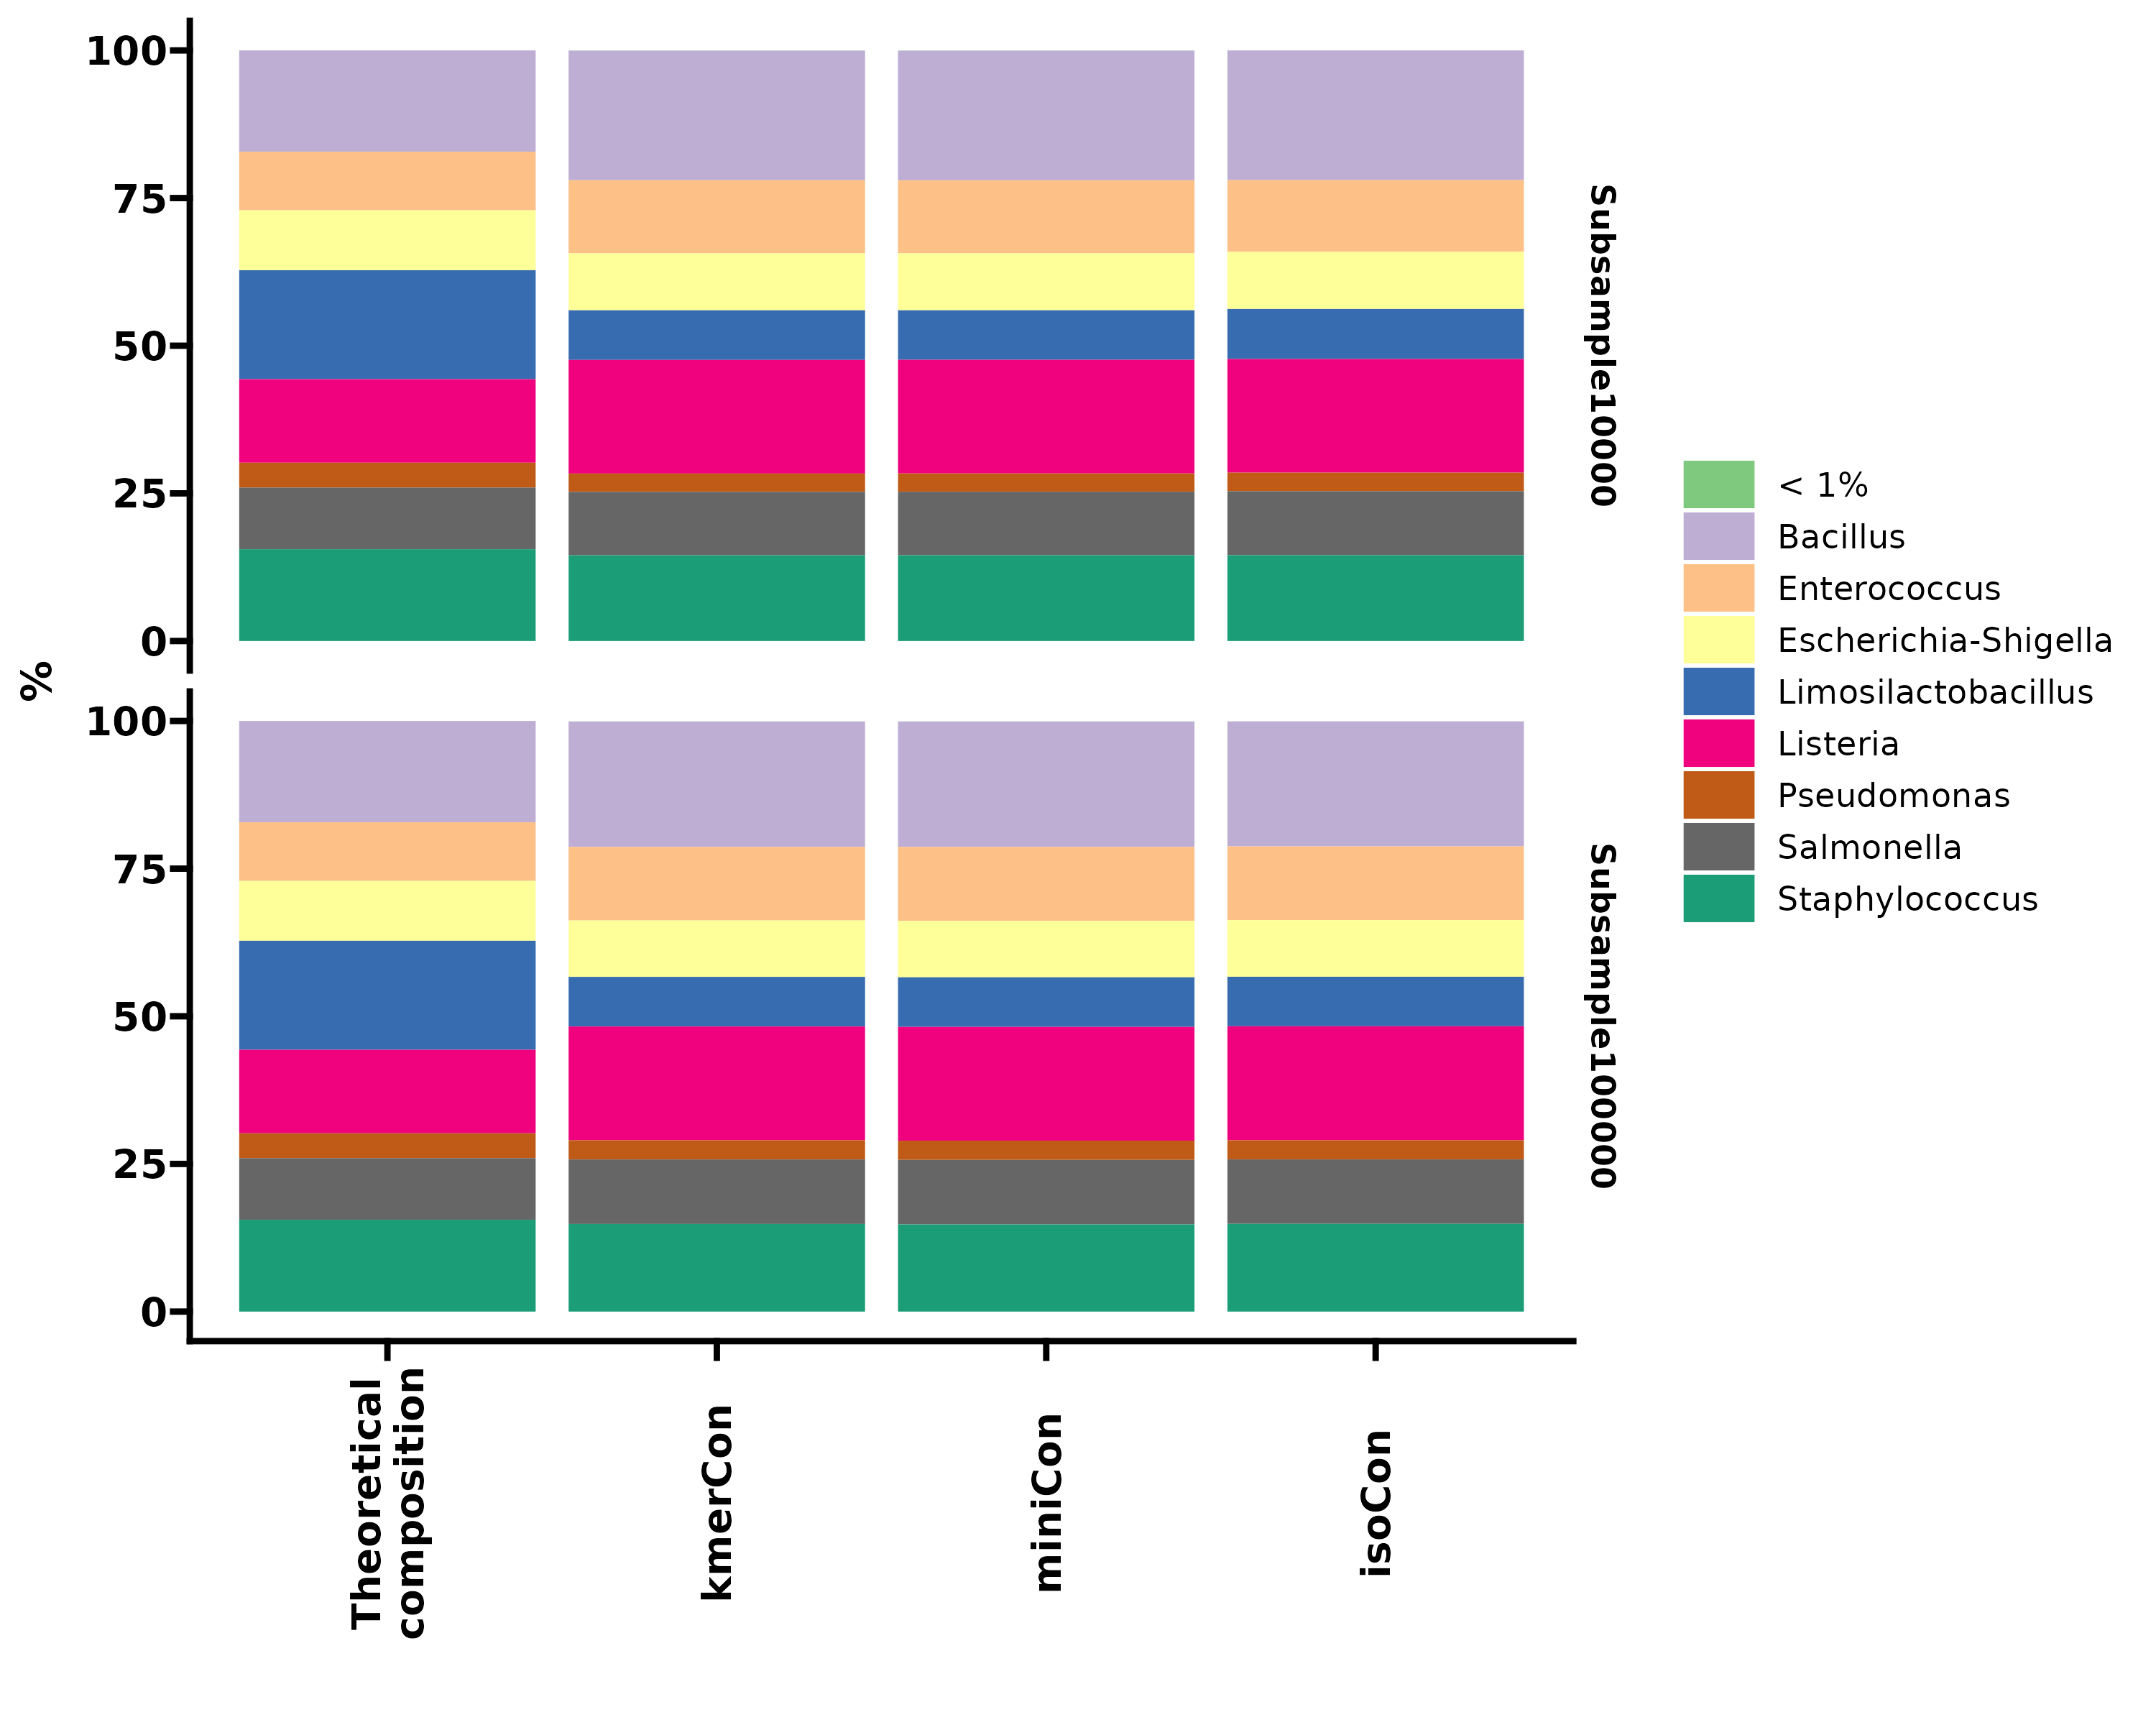 100
75
50
25
0
Subsample10000
%
100
75
50
25
0
Subsample100000
Theoretical
composition
kmerCon
miniCon
isoCon
< 1%
Bacillus
Enterococcus
Escherichia-Shigella
Limosilactobacillus
Listeria
Pseudomonas
Salmonella
Staphylococcus